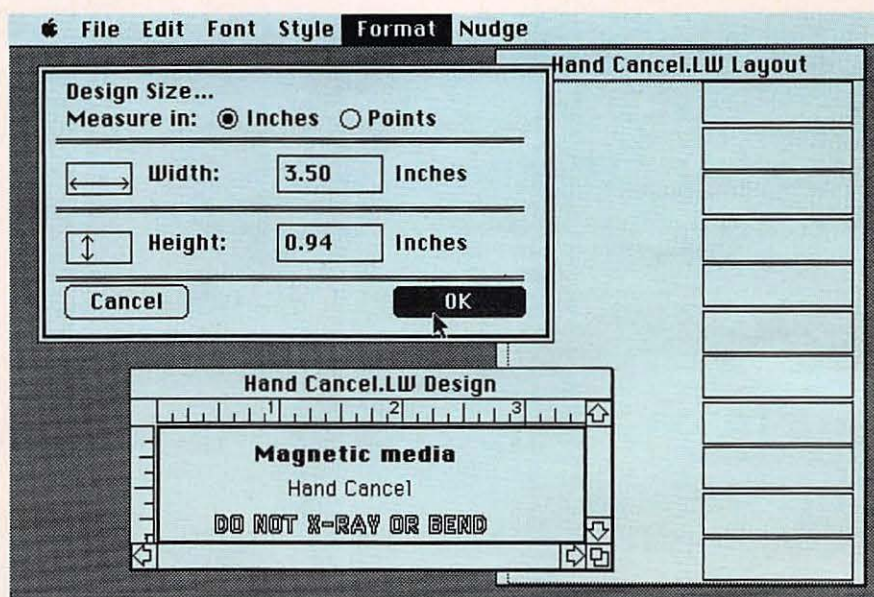 File Edit Font Style Format Nudge
Hand Cancel.LW Layout
Design Size...
Measure in: Inches Points
Width: 3.50 Inches
Height: 0.94 Inches
Cancel OK
Hand Cancel.LW Design
1 2 3
Magnetic media
Hand Cancel
DO NOT X-RAY OR BEND